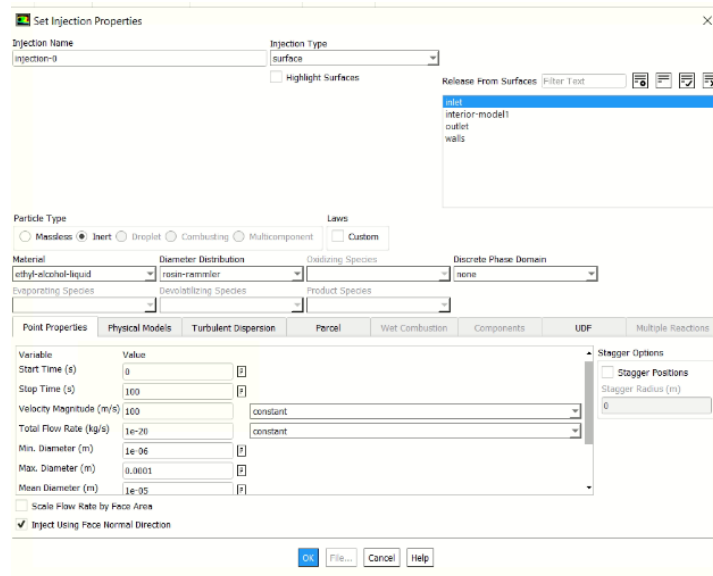 Set Injection Properties
Injection Name
Injection Type
injection-0
surface
Highlight Surfaces
Release From Surfaces Filter Text
inlet
interior-model1
outlet
walls
Particle Type
Laws
Massless Inert Droplet Combusting Multicomponent Custom
Material Diameter Distribution Oxidizing Species Discrete Phase Domain
ethyl-alcohol-liquid rosin-rammler none
Evaporating Species Devolatilizing Species Product Species
Point Properties Physical Models Turbulent Dispersion Parcel Wet Combustion Components UDF Multiple Reactions
Variable Value
Stagger Options
Start Time (s) 0
Stagger Positions
Stop Time (s) 100
Stagger Radius (m)
Velocity Magnitude (m/s) 100 constant
0
Total Flow Rate (kg/s) 1e-20 constant
Min. Diameter (m) 1e-06
Max. Diameter (m) 0.0001
Mean Diameter (m) 1e-05
Scale Flow Rate by Face Area
Inject Using Face Normal Direction
OK File... Cancel Help